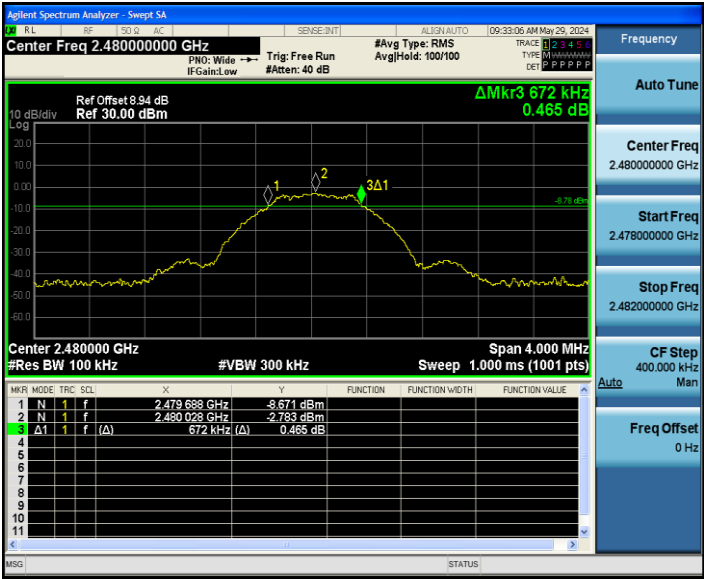 Agilent Spectrum Analyzer - Swept SA
RL RF 50 Ω AC SENSE:INT ALIGN AUTO 09:33:06 AM May 29, 2024
Center Freq 2.480000000 GHz
PNO: Wide
IFGain:Low
Trig: Free Run
#Atten: 40 dB
#Avg Type: RMS
Avg|Hold: 100/100
TRACE 1 2 3 4 5 6
TYPE M
DET P P P P P P
ΔMkr3 672 kHz
0.465 dB
Ref Offset 8.94 dB
Ref 30.00 dBm
10 dB/div
Log
20.0
10.0
0.00
-10.0
-20.0
-30.0
-40.0
-50.0
-60.0
1
2
3Δ1
-8.78 dBm
Center 2.480000 GHz Span 4.000 MHz
#Res BW 100 kHz #VBW 300 kHz Sweep 1.000 ms (1001 pts)
MKR MODE TRC SCL X Y FUNCTION FUNCTION WIDTH FUNCTION VALUE
1 N 1 f 2.479 688 GHz -8.671 dBm
2 N 1 f 2.480 028 GHz -2.783 dBm
3 Δ1 1 f (Δ) 672 kHz (Δ) 0.465 dB
4
5
6
7
8
9
10
11
MSG STATUS
Frequency
Auto Tune
Center Freq
2.480000000 GHz
Start Freq
2.478000000 GHz
Stop Freq
2.482000000 GHz
CF Step
400.000 kHz
Auto Man
Freq Offset
0 Hz